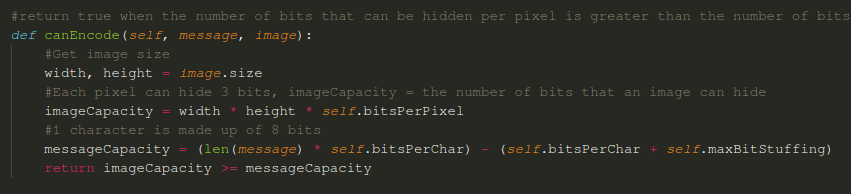 #return true when the number of bits that can be hidden per pixel is greater than the number of bits
def canEncode(self, message, image):
    #Get image size
    width, height = image.size
    #Each pixel can hide 3 bits, imageCapacity = the number of bits that an image can hide
    imageCapacity = width * height * self.bitsPerPixel
    #1 character is made up of 8 bits
    messageCapacity = (len(message) * self.bitsPerChar) - (self.bitsPerChar + self.maxBitStuffing)
    return imageCapacity >= messageCapacity